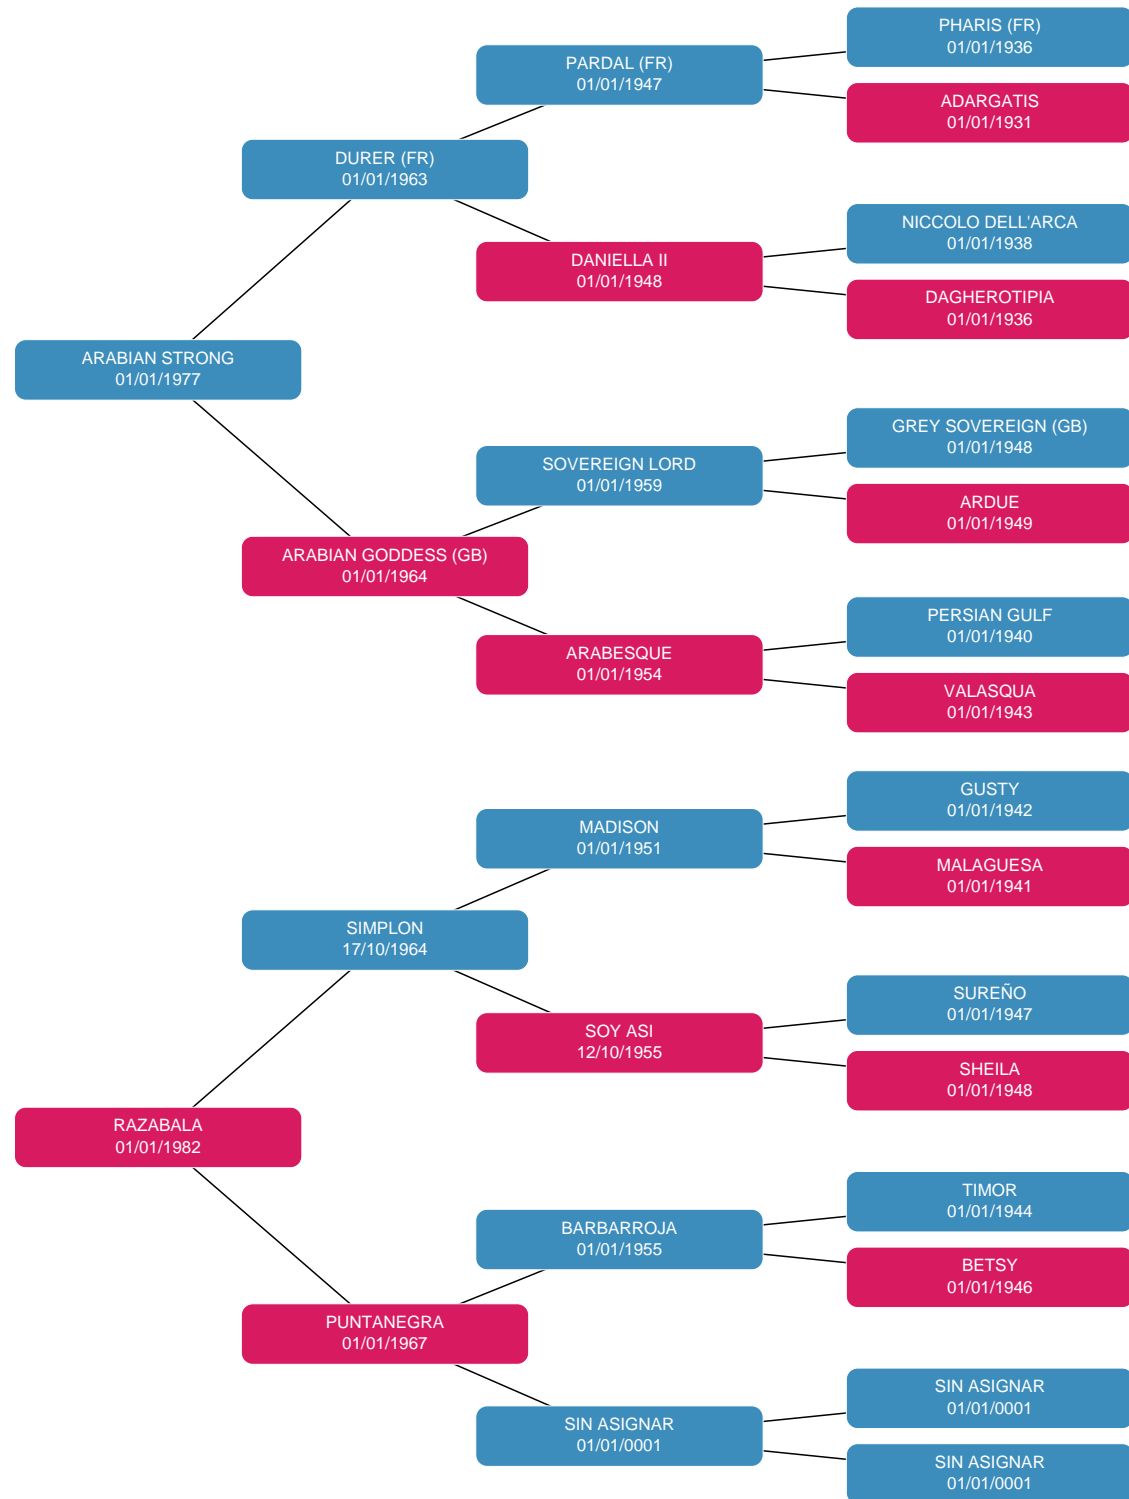 PHARIS (FR)
01/01/1936
PARDAL (FR)
01/01/1947
ADARGATIS
01/01/1931
DURER (FR)
01/01/1963
NICCOLO DELL'ARCA
01/01/1938
DANIELLA II
01/01/1948
DAGHEROTIPIA
01/01/1936
ARABIAN STRONG
01/01/1977
GREY SOVEREIGN (GB)
01/01/1948
SOVEREIGN LORD
01/01/1959
ARDUE
01/01/1949
ARABIAN GODDESS (GB)
01/01/1964
PERSIAN GULF
01/01/1940
ARABESQUE
01/01/1954
VALASQUA
01/01/1943
GUSTY
01/01/1942
MADISON
01/01/1951
MALAGUESA
01/01/1941
SIMPLON
17/10/1964
SUREÑO
01/01/1947
SOY ASI
12/10/1955
SHEILA
01/01/1948
RAZABALA
01/01/1982
TIMOR
01/01/1944
BARBARROJA
01/01/1955
BETSY
01/01/1946
PUNTANEGRA
01/01/1967
SIN ASIGNAR
01/01/0001
SIN ASIGNAR
01/01/0001
SIN ASIGNAR
01/01/0001